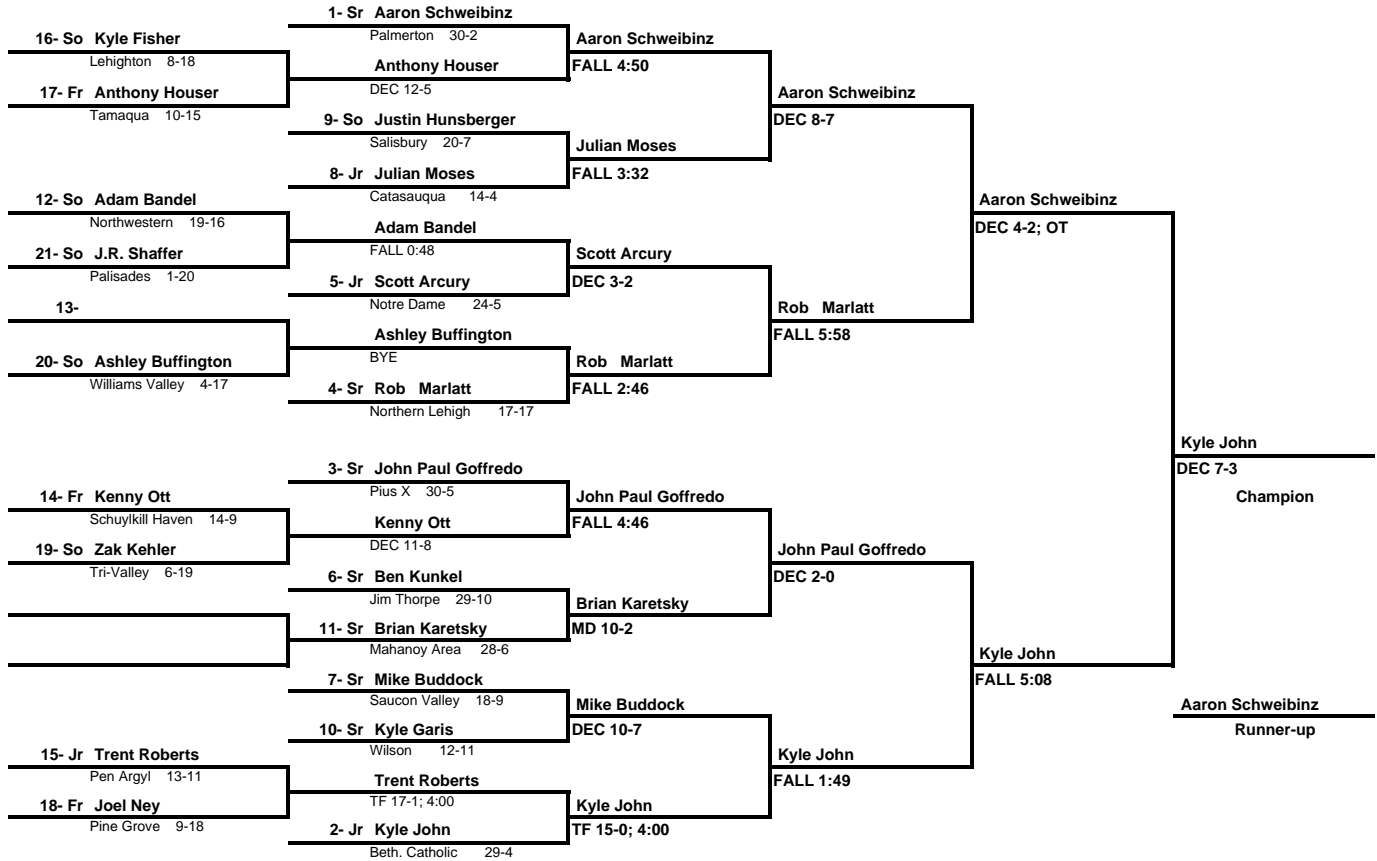 1- Sr Aaron Schweibinz
Palmerton 30-2
16- So Kyle Fisher
Lehighton 8-18
Anthony Houser
DEC 12-5
17- Fr Anthony Houser
Tamaqua 10-15
Aaron Schweibinz
FALL 4:50
9- So Justin Hunsberger
Salisbury 20-7
8- Jr Julian Moses
Catasauqua 14-4
Julian Moses
FALL 3:32
Aaron Schweibinz
DEC 8-7
12- So Adam Bandel
Northwestern 19-16
Adam Bandel
FALL 0:48
21- So J.R. Shaffer
Palisades 1-20
5- Jr Scott Arcury
Notre Dame 24-5
Scott Arcury
DEC 3-2
13-
Ashley Buffington
BYE
20- So Ashley Buffington
Williams Valley 4-17
4- Sr Rob Marlatt
Northern Lehigh 17-17
Rob Marlatt
FALL 2:46
Rob Marlatt
FALL 5:58
Aaron Schweibinz
DEC 4-2; OT
3- Sr John Paul Goffredo
Pius X 30-5
14- Fr Kenny Ott
Schuylkill Haven 14-9
Kenny Ott
DEC 11-8
19- So Zak Kehler
Tri-Valley 6-19
John Paul Goffredo
FALL 4:46
6- Sr Ben Kunkel
Jim Thorpe 29-10
11- Sr Brian Karetsky
Mahanoy Area 28-6
Brian Karetsky
MD 10-2
John Paul Goffredo
DEC 2-0
7- Sr Mike Buddock
Saucon Valley 18-9
10- Sr Kyle Garis
Wilson 12-11
Mike Buddock
DEC 10-7
15- Jr Trent Roberts
Pen Argyl 13-11
Trent Roberts
TF 17-1; 4:00
18- Fr Joel Ney
Pine Grove 9-18
2- Jr Kyle John
Beth. Catholic 29-4
Kyle John
TF 15-0; 4:00
Kyle John
FALL 1:49
Kyle John
FALL 5:08
Kyle John
DEC 7-3
Champion
Aaron Schweibinz
Runner-up